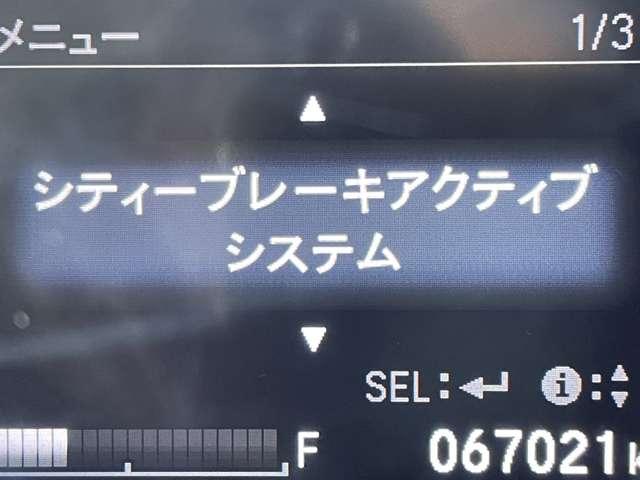 メニュー 1/3
▲
シティーブレーキアクティブ
システム
▼
SEL:↵ ℹ:▲▼
F 067021k